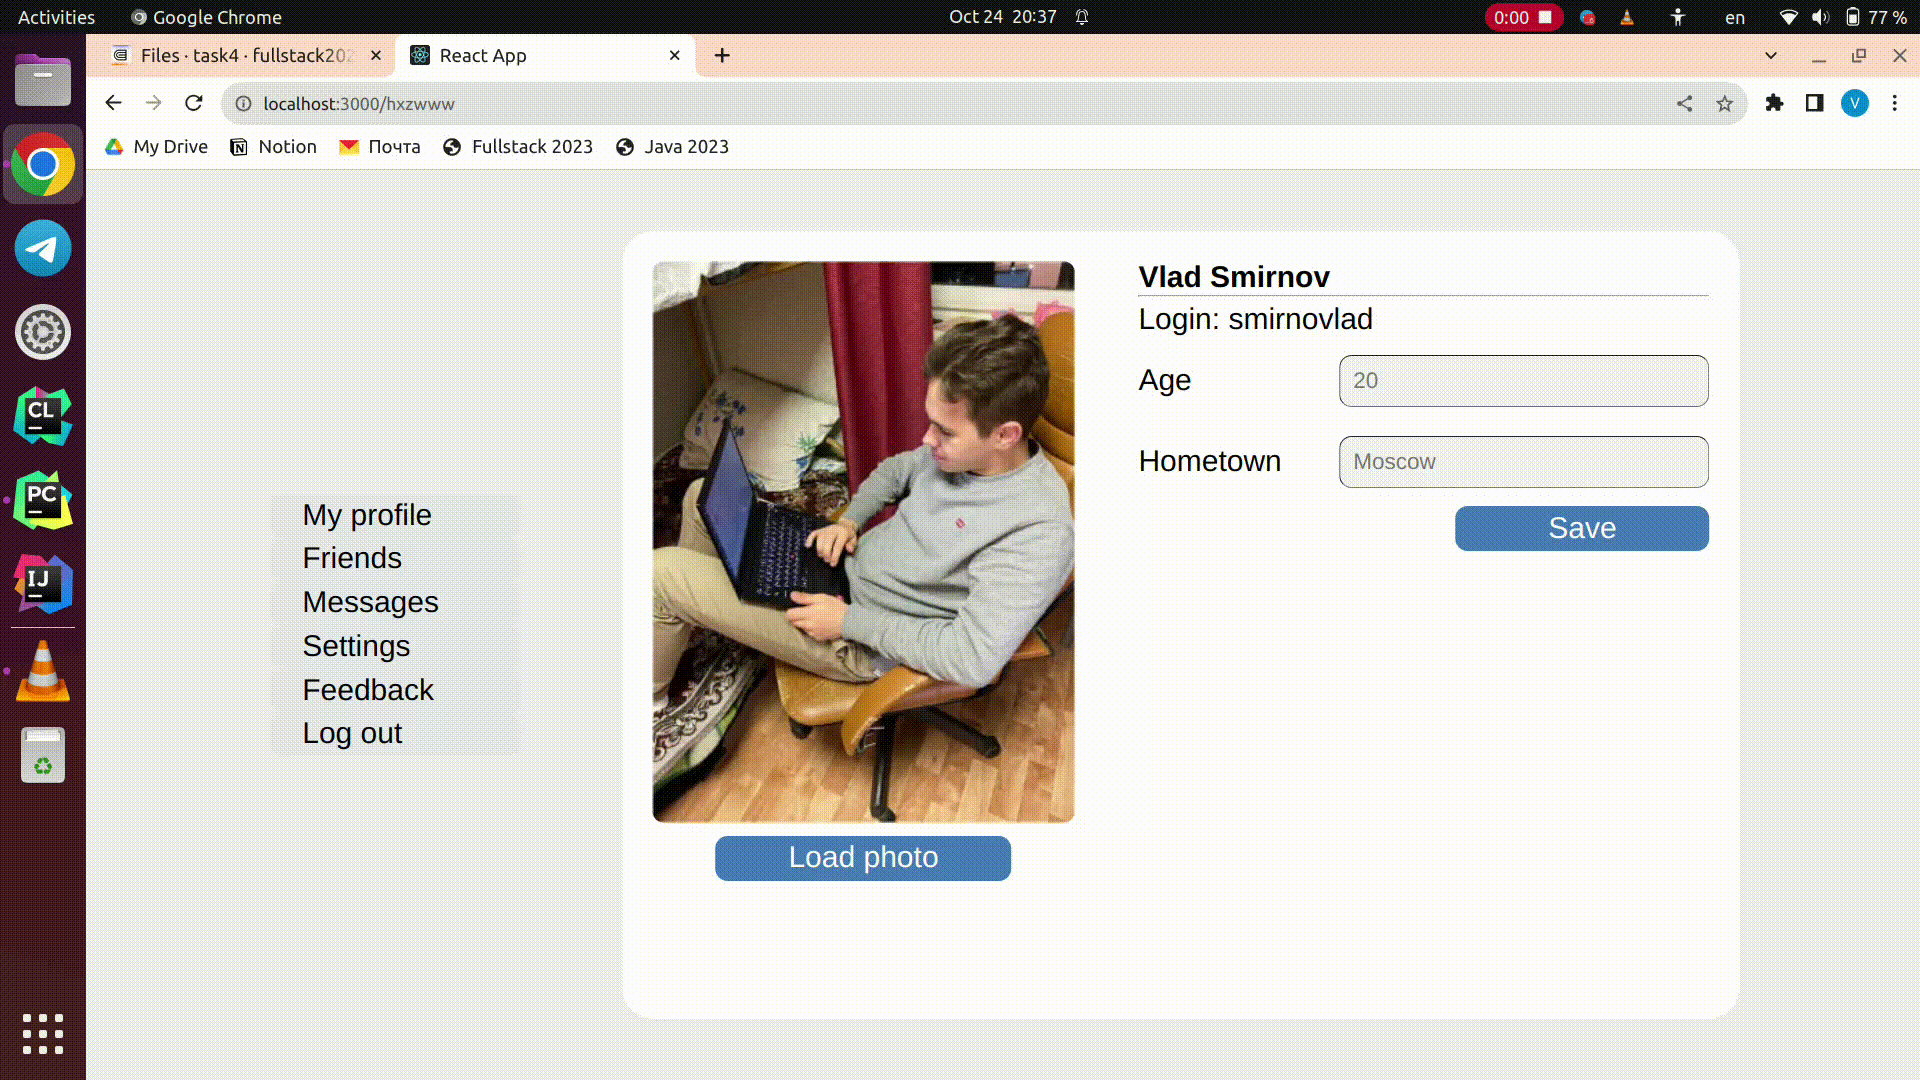 Activities
Google Chrome
Oct 24 20:37
0:00
en
77 %
Files · task4 · fullstack202
React App
localhost:3000/hxzwww
V
My Drive
Notion
Почта
Fullstack 2023
Java 2023
CL
PC
IJ
My profile
Friends
Messages
Settings
Feedback
Log out
Load photo
Vlad Smirnov
Login: smirnovlad
Age
20
Hometown
Moscow
Save